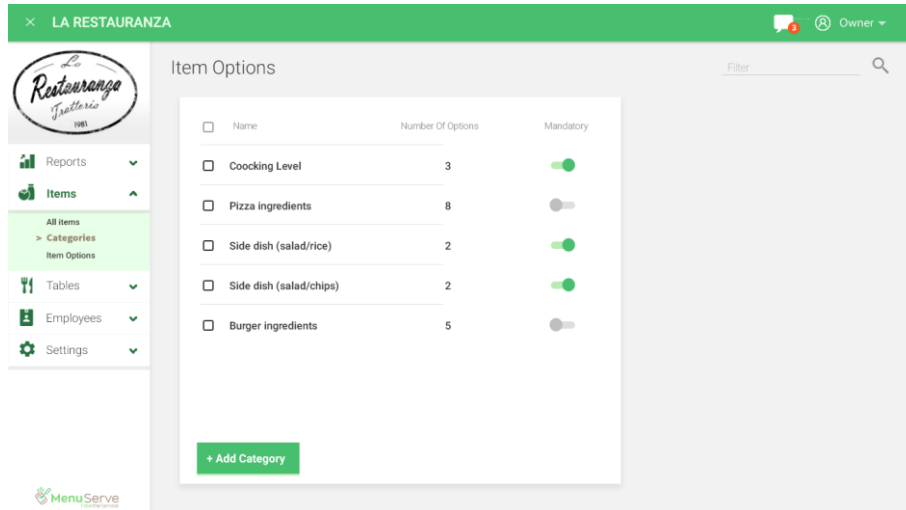 × LA RESTAURANZA
3
Owner
La
Restauranza
Trattoria
1981
Item Options
Filter
Name Number Of Options Mandatory
Coocking Level 3
Pizza ingredients 8
Side dish (salad/rice) 2
Side dish (salad/chips) 2
Burger ingredients 5
+ Add Category
Reports
Items
All items
> Categories
Item Options
Tables
Employees
Settings
MenuServe